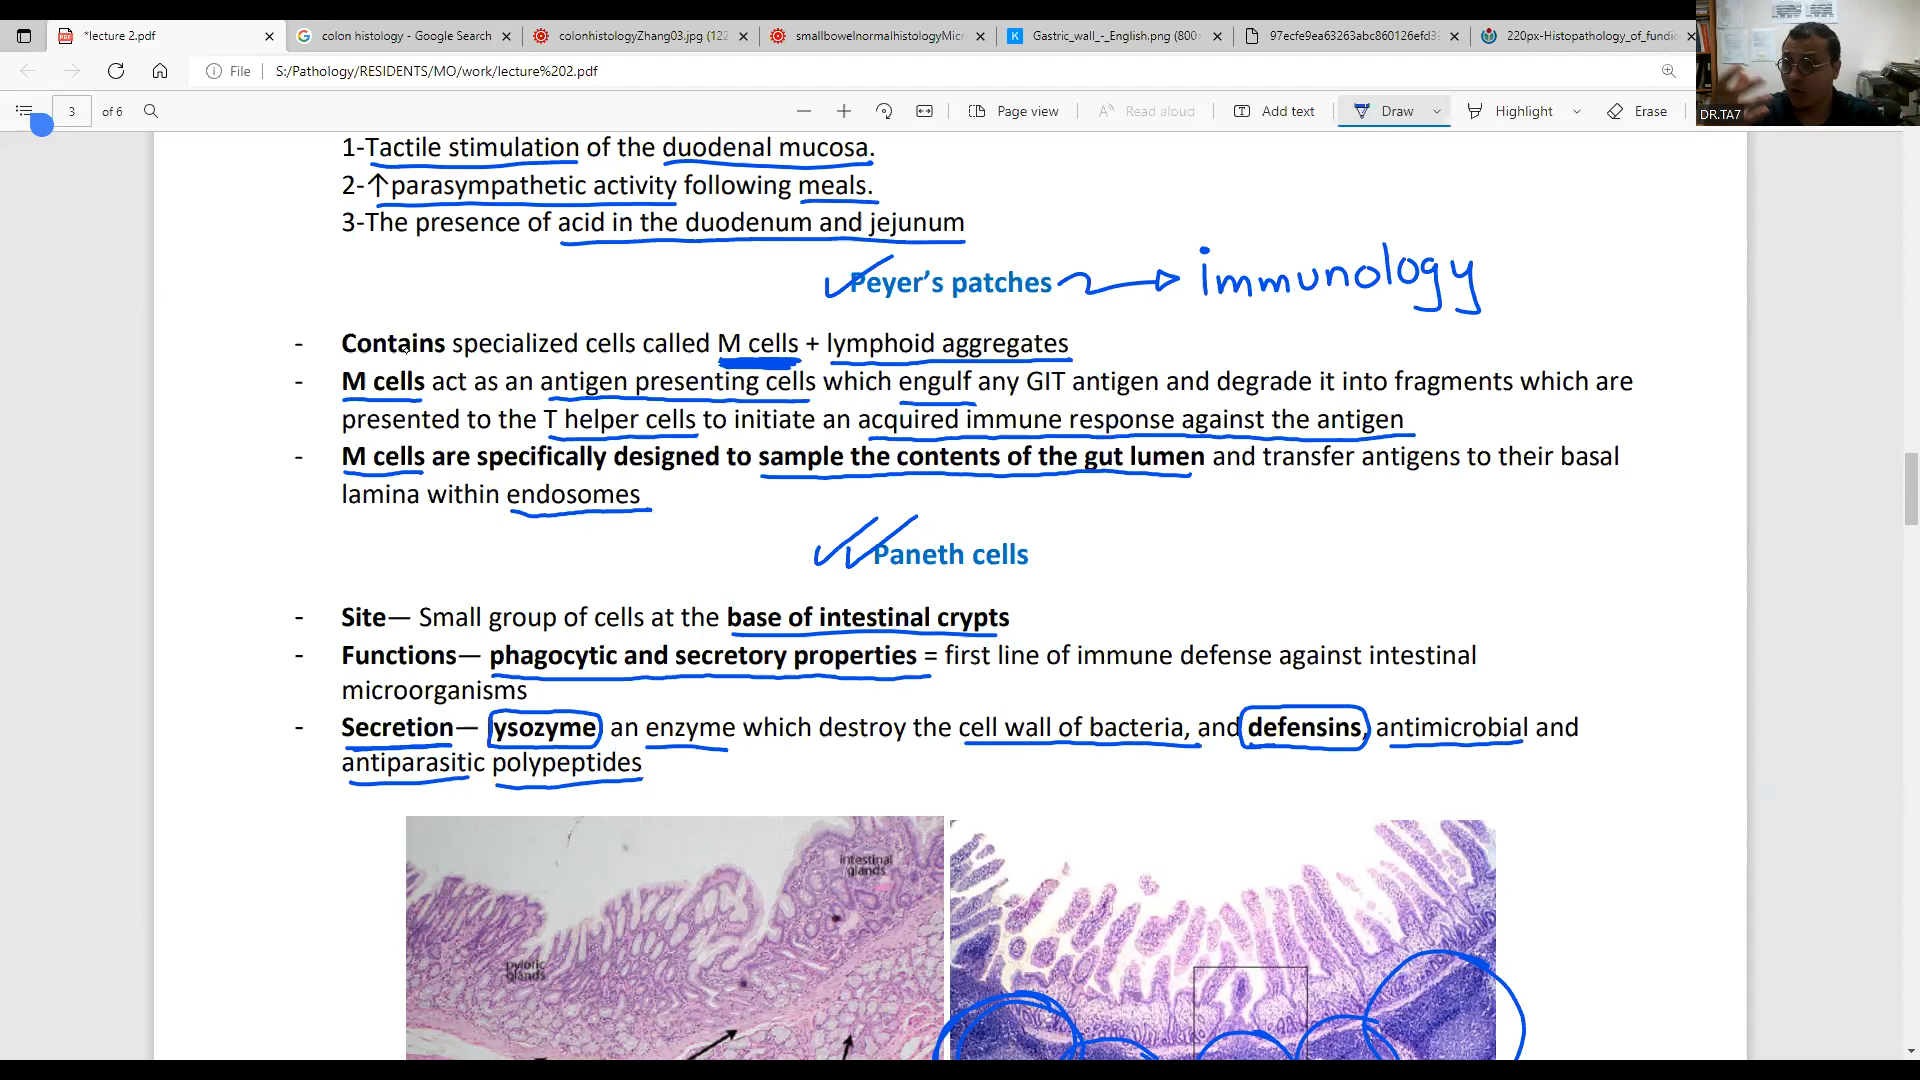 *lecture 2.pdf
colon histology - Google Search
colonhistologyZhang03.jpg (122
smallbowelnormalhistologyMicr
Gastric_wall_-_English.png (800
97ecfe9ea63263abc860126efd3
220px-Histopathology_of_fundi
File
S:/Pathology/RESIDENTS/MO/work/lecture%202.pdf
3 of 6
Page view
Read aloud
Add text
Draw
Highlight
Erase
DR.TA7
1-Tactile stimulation of the duodenal mucosa.
2-↑parasympathetic activity following meals.
3-The presence of acid in the duodenum and jejunum
Peyer’s patches
immunology
- Contains specialized cells called M cells + lymphoid aggregates
- M cells act as an antigen presenting cells which engulf any GIT antigen and degrade it into fragments which are
presented to the T helper cells to initiate an acquired immune response against the antigen
- M cells are specifically designed to sample the contents of the gut lumen and transfer antigens to their basal
lamina within endosomes
Paneth cells
- Site— Small group of cells at the base of intestinal crypts
- Functions— phagocytic and secretory properties = first line of immune defense against intestinal
microorganisms
- Secretion— lysozyme an enzyme which destroy the cell wall of bacteria, and defensins, antimicrobial and
antiparasitic polypeptides
intestinal
glands
pyloric
glands